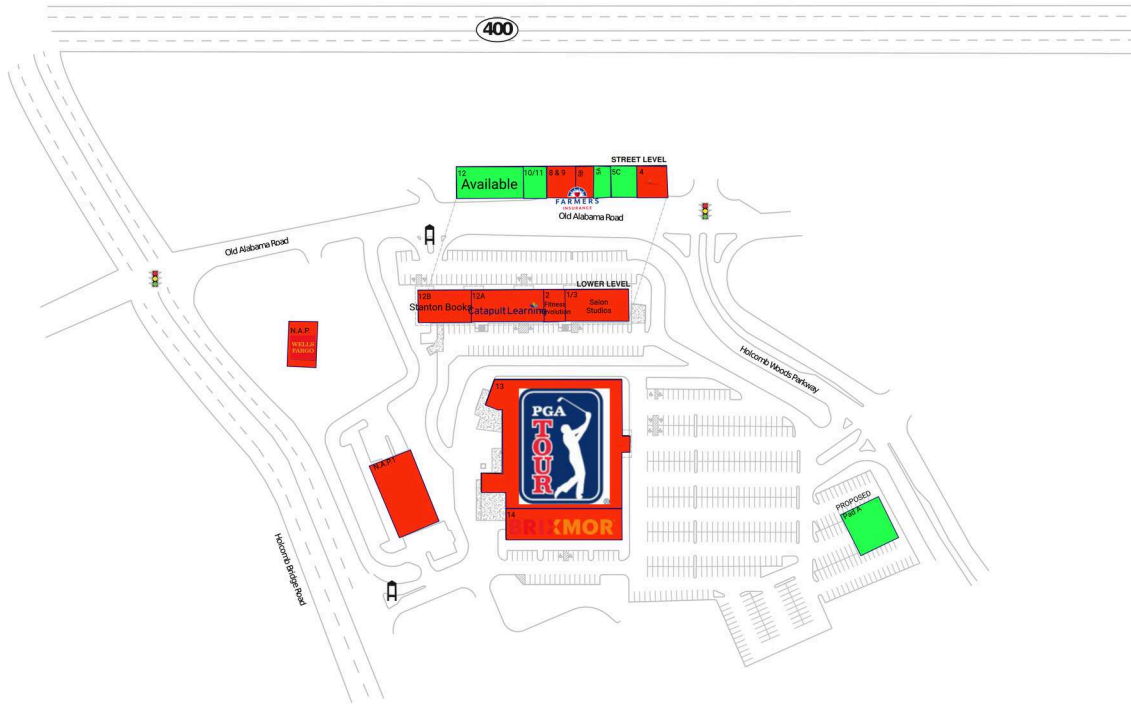 400
STREET LEVEL
12
Available
10/11
8 & 9
5C
4
FARMERS
INSURANCE
Old Alabama Road
Old Alabama Road
LOWER LEVEL
12B
Stanton Books
12A
Catapult Learning
2
Fitness
1/3
Salon
Studios
N.A.P.
WELLS
FARGO
Holcomb Woods Parkway
13
PGA
TOUR
14
BRIXMOR
N.A.P.1
PROPOSED
Pad A
Holcomb Bridge Road